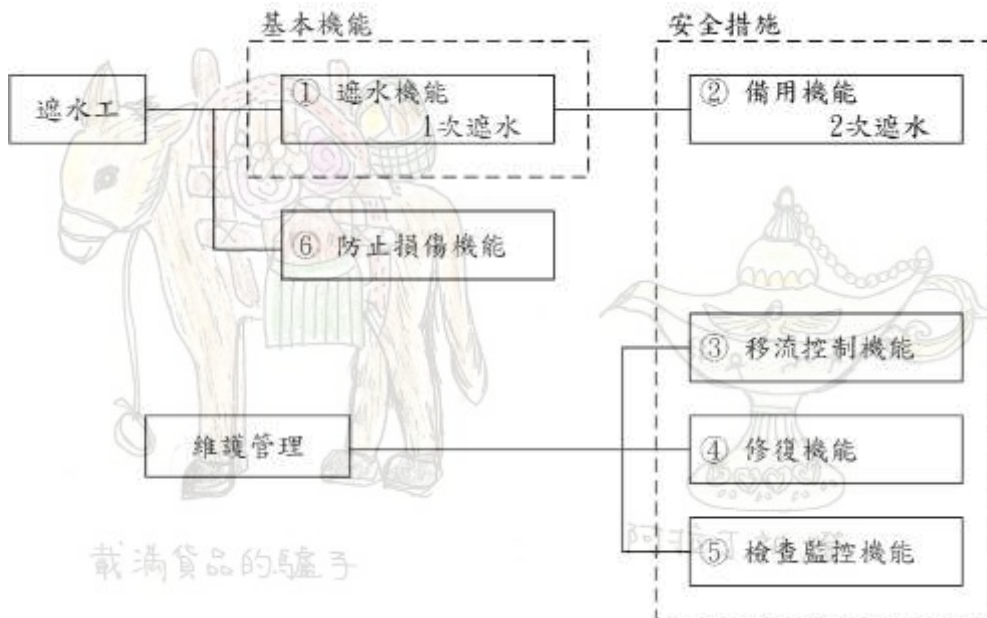 基本機能
安全措施
遮水工
① 遮水機能
1次遮水
② 備用機能
2次遮水
⑥ 防止損傷機能
③ 移流控制機能
維護管理
④ 修復機能
⑤ 檢查監控機能
載滿貨品的驢子